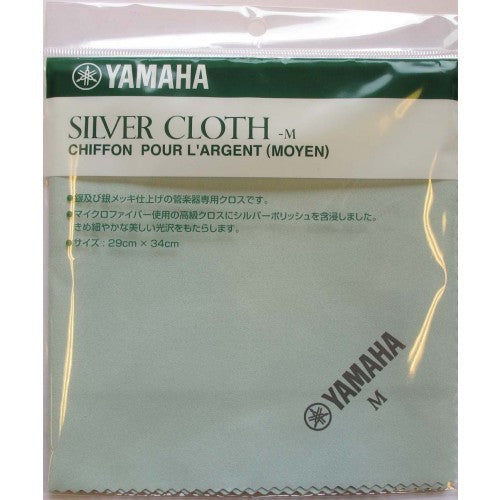 YAMAHA
SILVER CLOTH -M
CHIFFON POUR L'ARGENT (MOYEN)
●銀及び銀メッキ仕上げの管楽器専用クロスです。
●マイクロファイバー使用の高級クロスにシルバーポリッシュを含浸しました。
きめ細やかな美しい光沢をもたらします。
●サイズ:29cm×34cm
YAMAHA
M